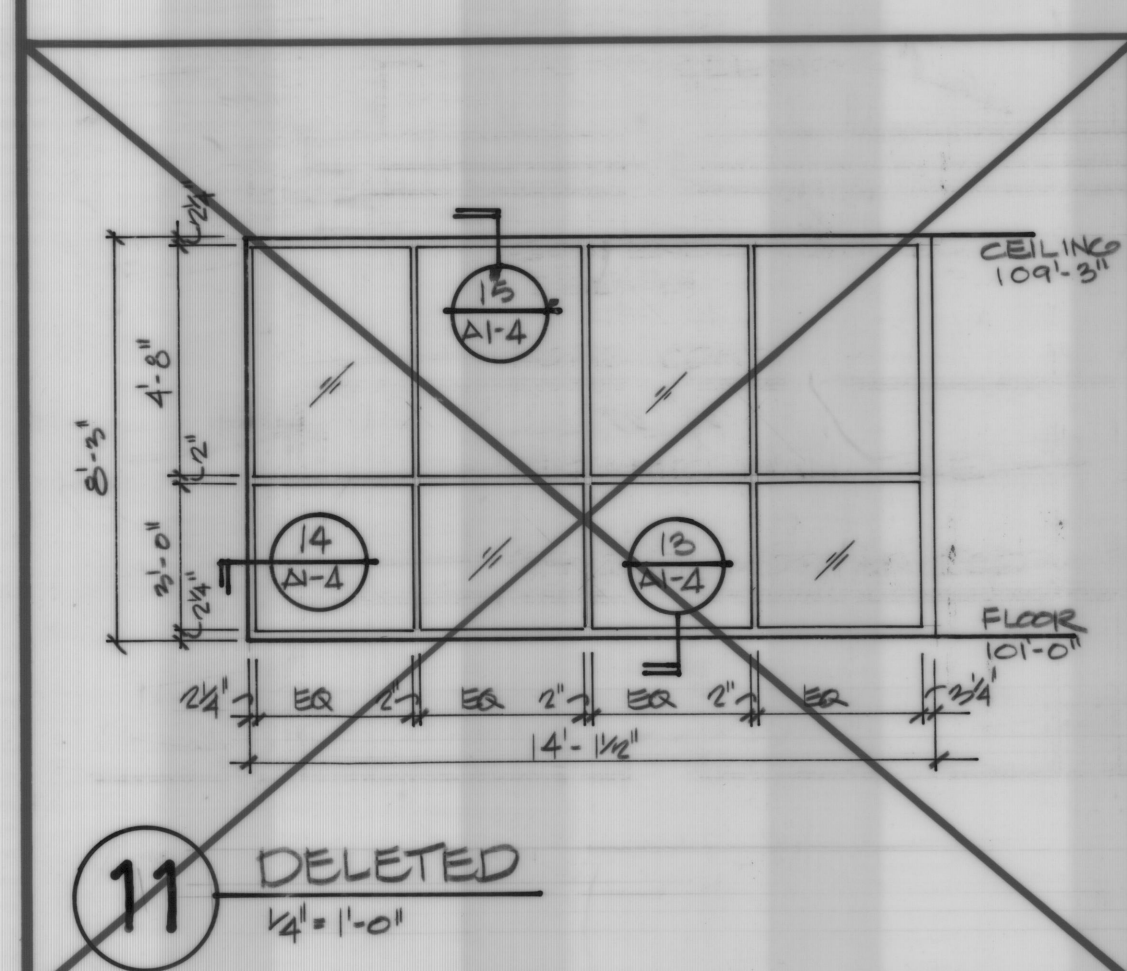 2¼"
CEILING
109'-3"
15
A1-4
4'-8"
8'-3"
2"
3'-0"
14
A1-4
13
A1-4
2¼"
FLOOR
101'-0"
2¼" EQ 2" EQ 2" EQ 2" EQ 3¼"
14'-1½"
11 DELETED
¼" = 1'-0"